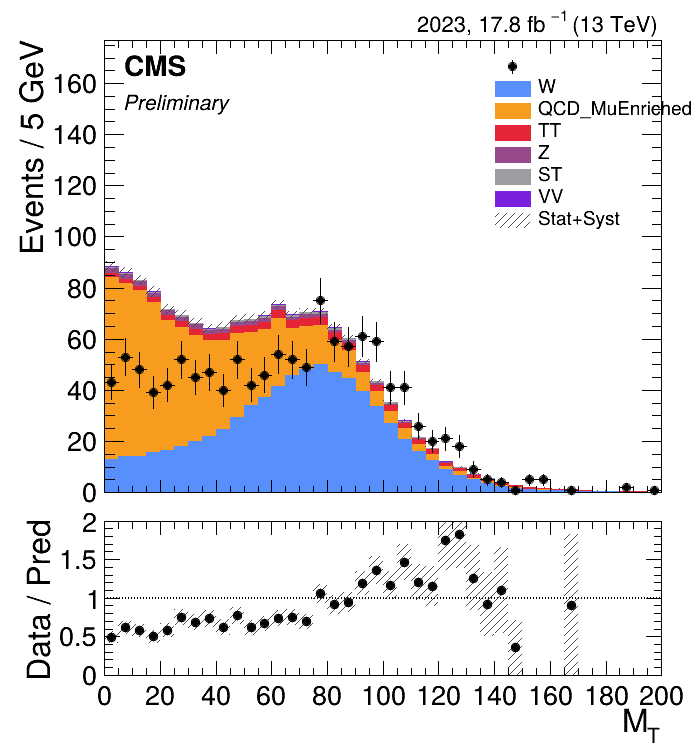 2023, 17.8 fb⁻¹ (13 TeV)
Events / 5 GeV
CMS
Preliminary
W
QCD_MuEnriched
TT
Z
ST
VV
Stat+Syst
160
140
120
100
80
60
40
20
0
Data / Pred
2
1.5
1
0.5
0
0 20 40 60 80 100 120 140 160 180 200
M_T